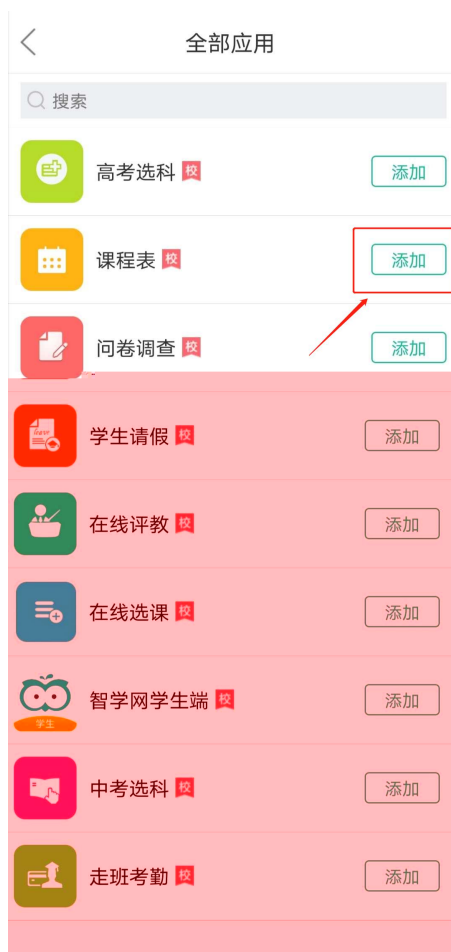 全部应用
搜索
高考选科 校 添加
课程表 校 添加
问卷调查 校 添加
学生请假 校 添加
在线评教 校 添加
在线选课 校 添加
智学网学生端 校 添加
学生
中考选科 校 添加
走班考勤 校 添加